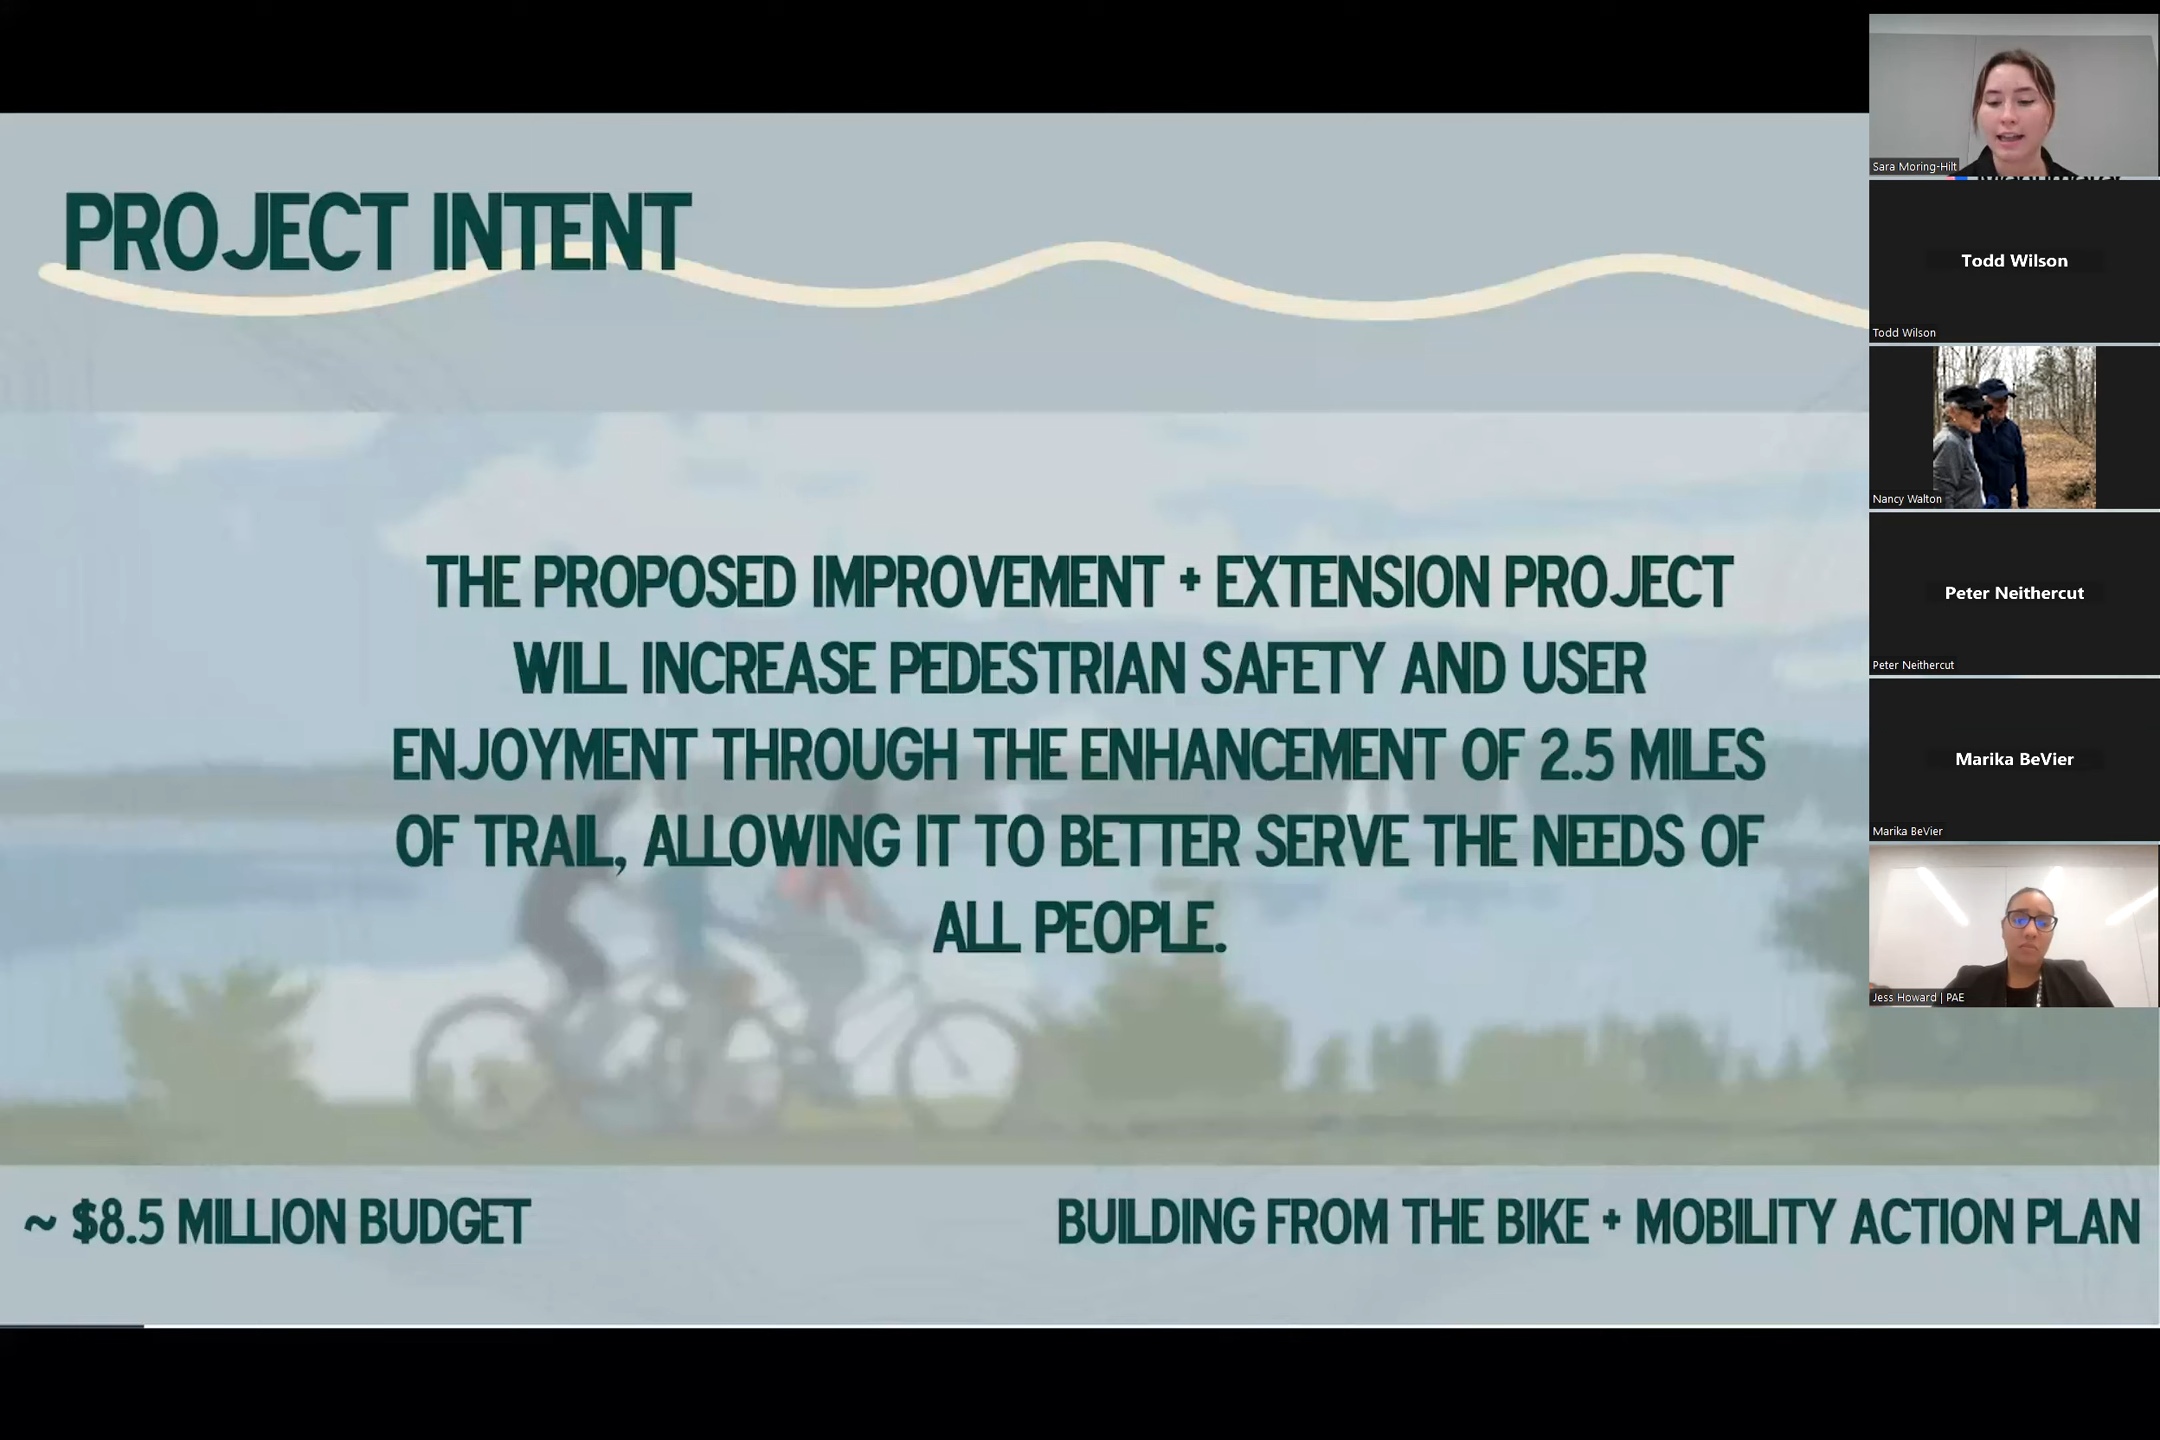 PROJECT INTENT
THE PROPOSED IMPROVEMENT + EXTENSION PROJECT
WILL INCREASE PEDESTRIAN SAFETY AND USER
ENJOYMENT THROUGH THE ENHANCEMENT OF 2.5 MILES
OF TRAIL, ALLOWING IT TO BETTER SERVE THE NEEDS OF
ALL PEOPLE.
~ $8.5 MILLION BUDGET
BUILDING FROM THE BIKE + MOBILITY ACTION PLAN
Sara Moring-Hilt
Todd Wilson
Todd Wilson
Nancy Walton
Peter Neithercut
Peter Neithercut
Marika BeVier
Marika BeVier
Jess Howard | PAE